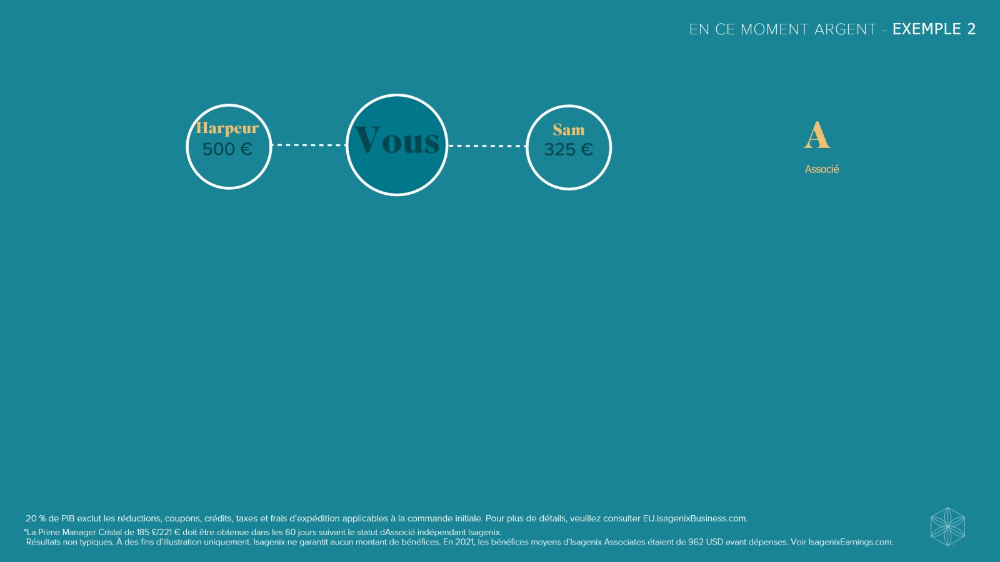 EN CE MOMENT ARGENT - EXEMPLE 2
Harpeur
500 €
Vous
Sam
325 €
A
Associé
20 % de PIB exclut les réductions, coupons, crédits, taxes et frais d'expédition applicables à la commande initiale. Pour plus de détails, veuillez consulter EU.IsagenixBusiness.com.
*La Prime Manager Cristal de 185 £/221 € doit être obtenue dans les 60 jours suivant le statut dAssocié indépendant Isagenix.
Résultats non typiques. À des fins d'illustration uniquement. Isagenix ne garantit aucun montant de bénéfices. En 2021, les bénéfices moyens d'Isagenix Associates étaient de 962 USD avant dépenses. Voir IsagenixEarnings.com.